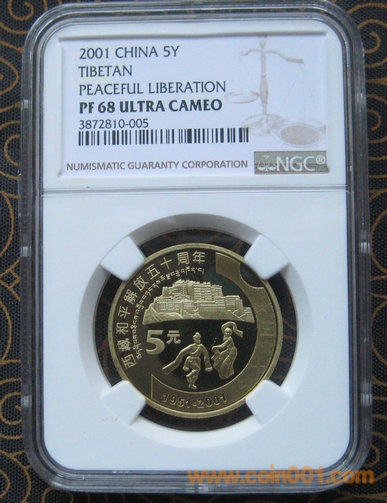 2001 CHINA 5Y
TIBETAN
PEACEFUL LIBERATION
PF 68 ULTRA CAMEO
3872810-005
NUMISMATIC GUARANTY CORPORATION
NGC®
西藏和平解放五十周年
5元
1951-2001
www.coin001.com